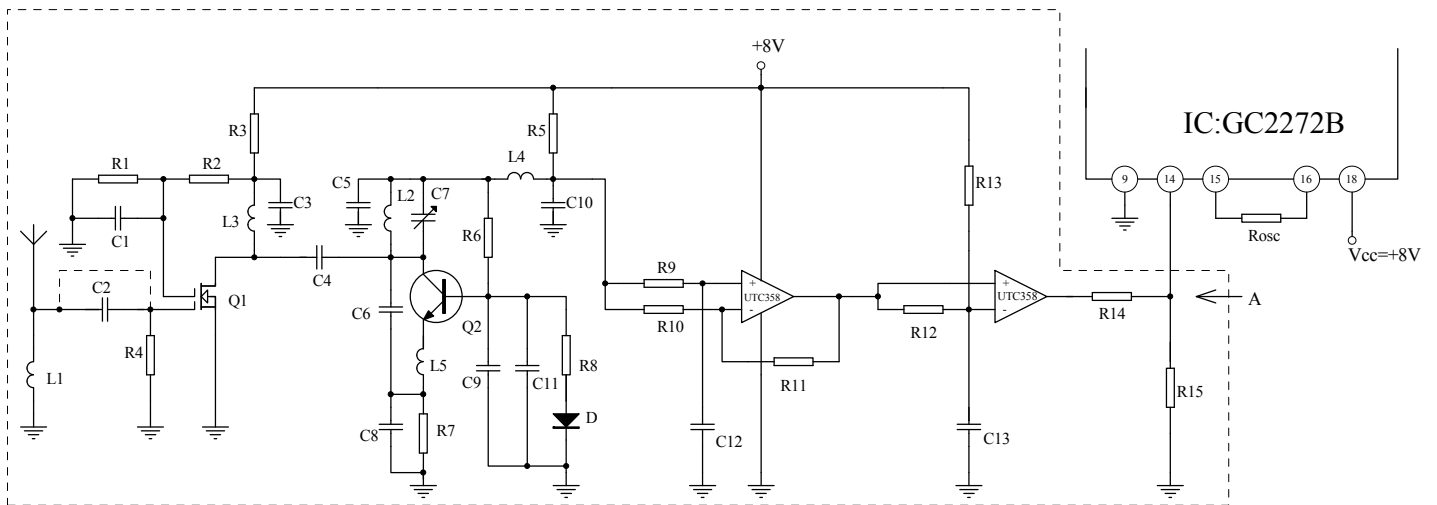 +8V
IC:GC2272B
R3
R5
R1
R2
L4
C5
L2
C7
R13
9
14
15
16
18
C3
C10
L3
C1
R6
Rosc
Vcc=+8V
C4
R9
+
-
UTC358
+
-
UTC358
C2
Q1
A
C6
Q2
R10
R12
R14
R4
L5
R8
L1
C9
C11
R11
R15
D
C8
R7
C12
C13